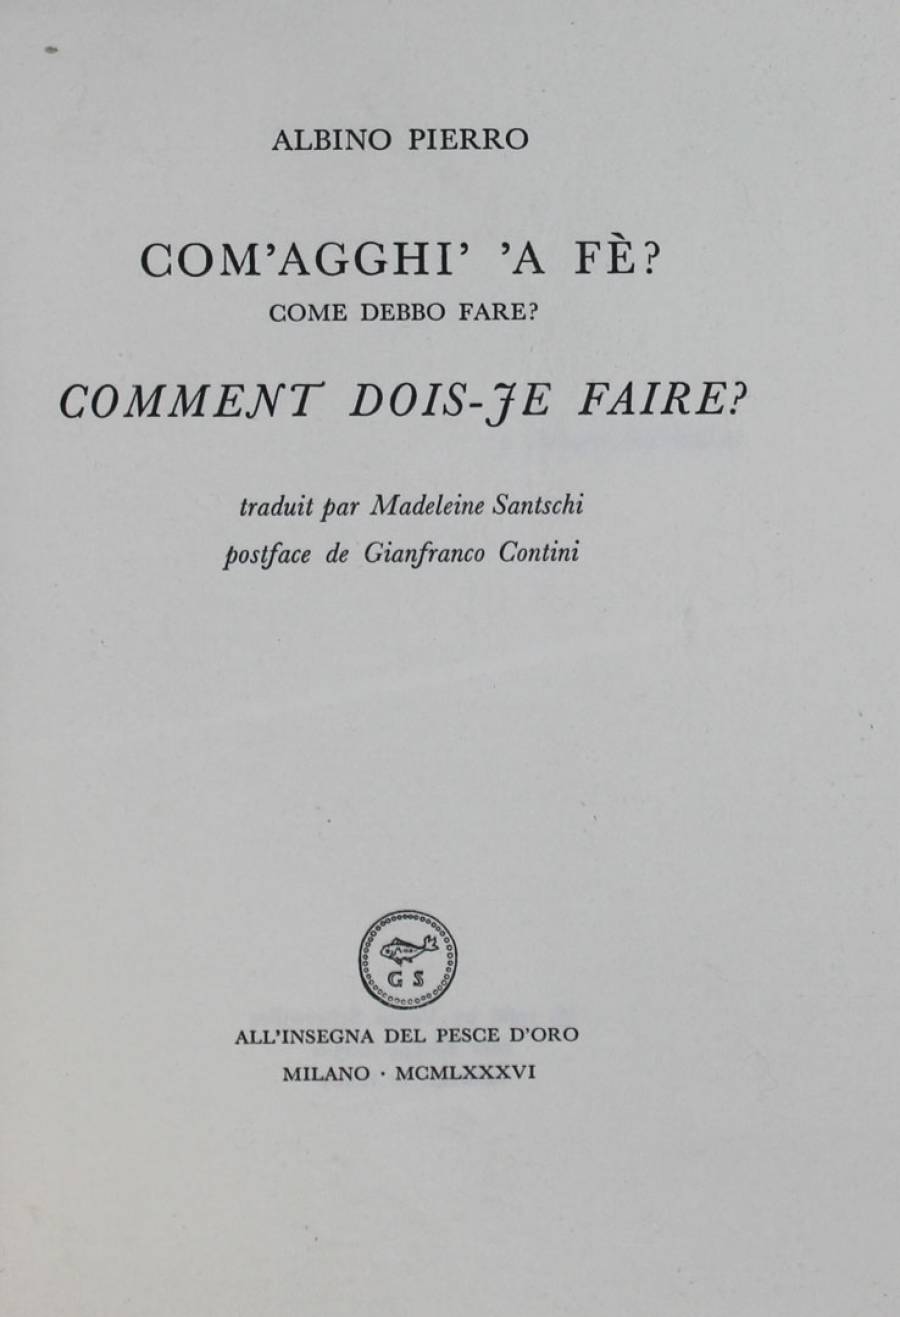 ALBINO PIERRO
COM'AGGHI' 'A FÈ?
COME DEBBO FARE?
COMMENT DOIS-JE FAIRE?
traduit par Madeleine Santschi
postface de Gianfranco Contini
G S
ALL'INSEGNA DEL PESCE D'ORO
MILANO · MCMLXXXVI